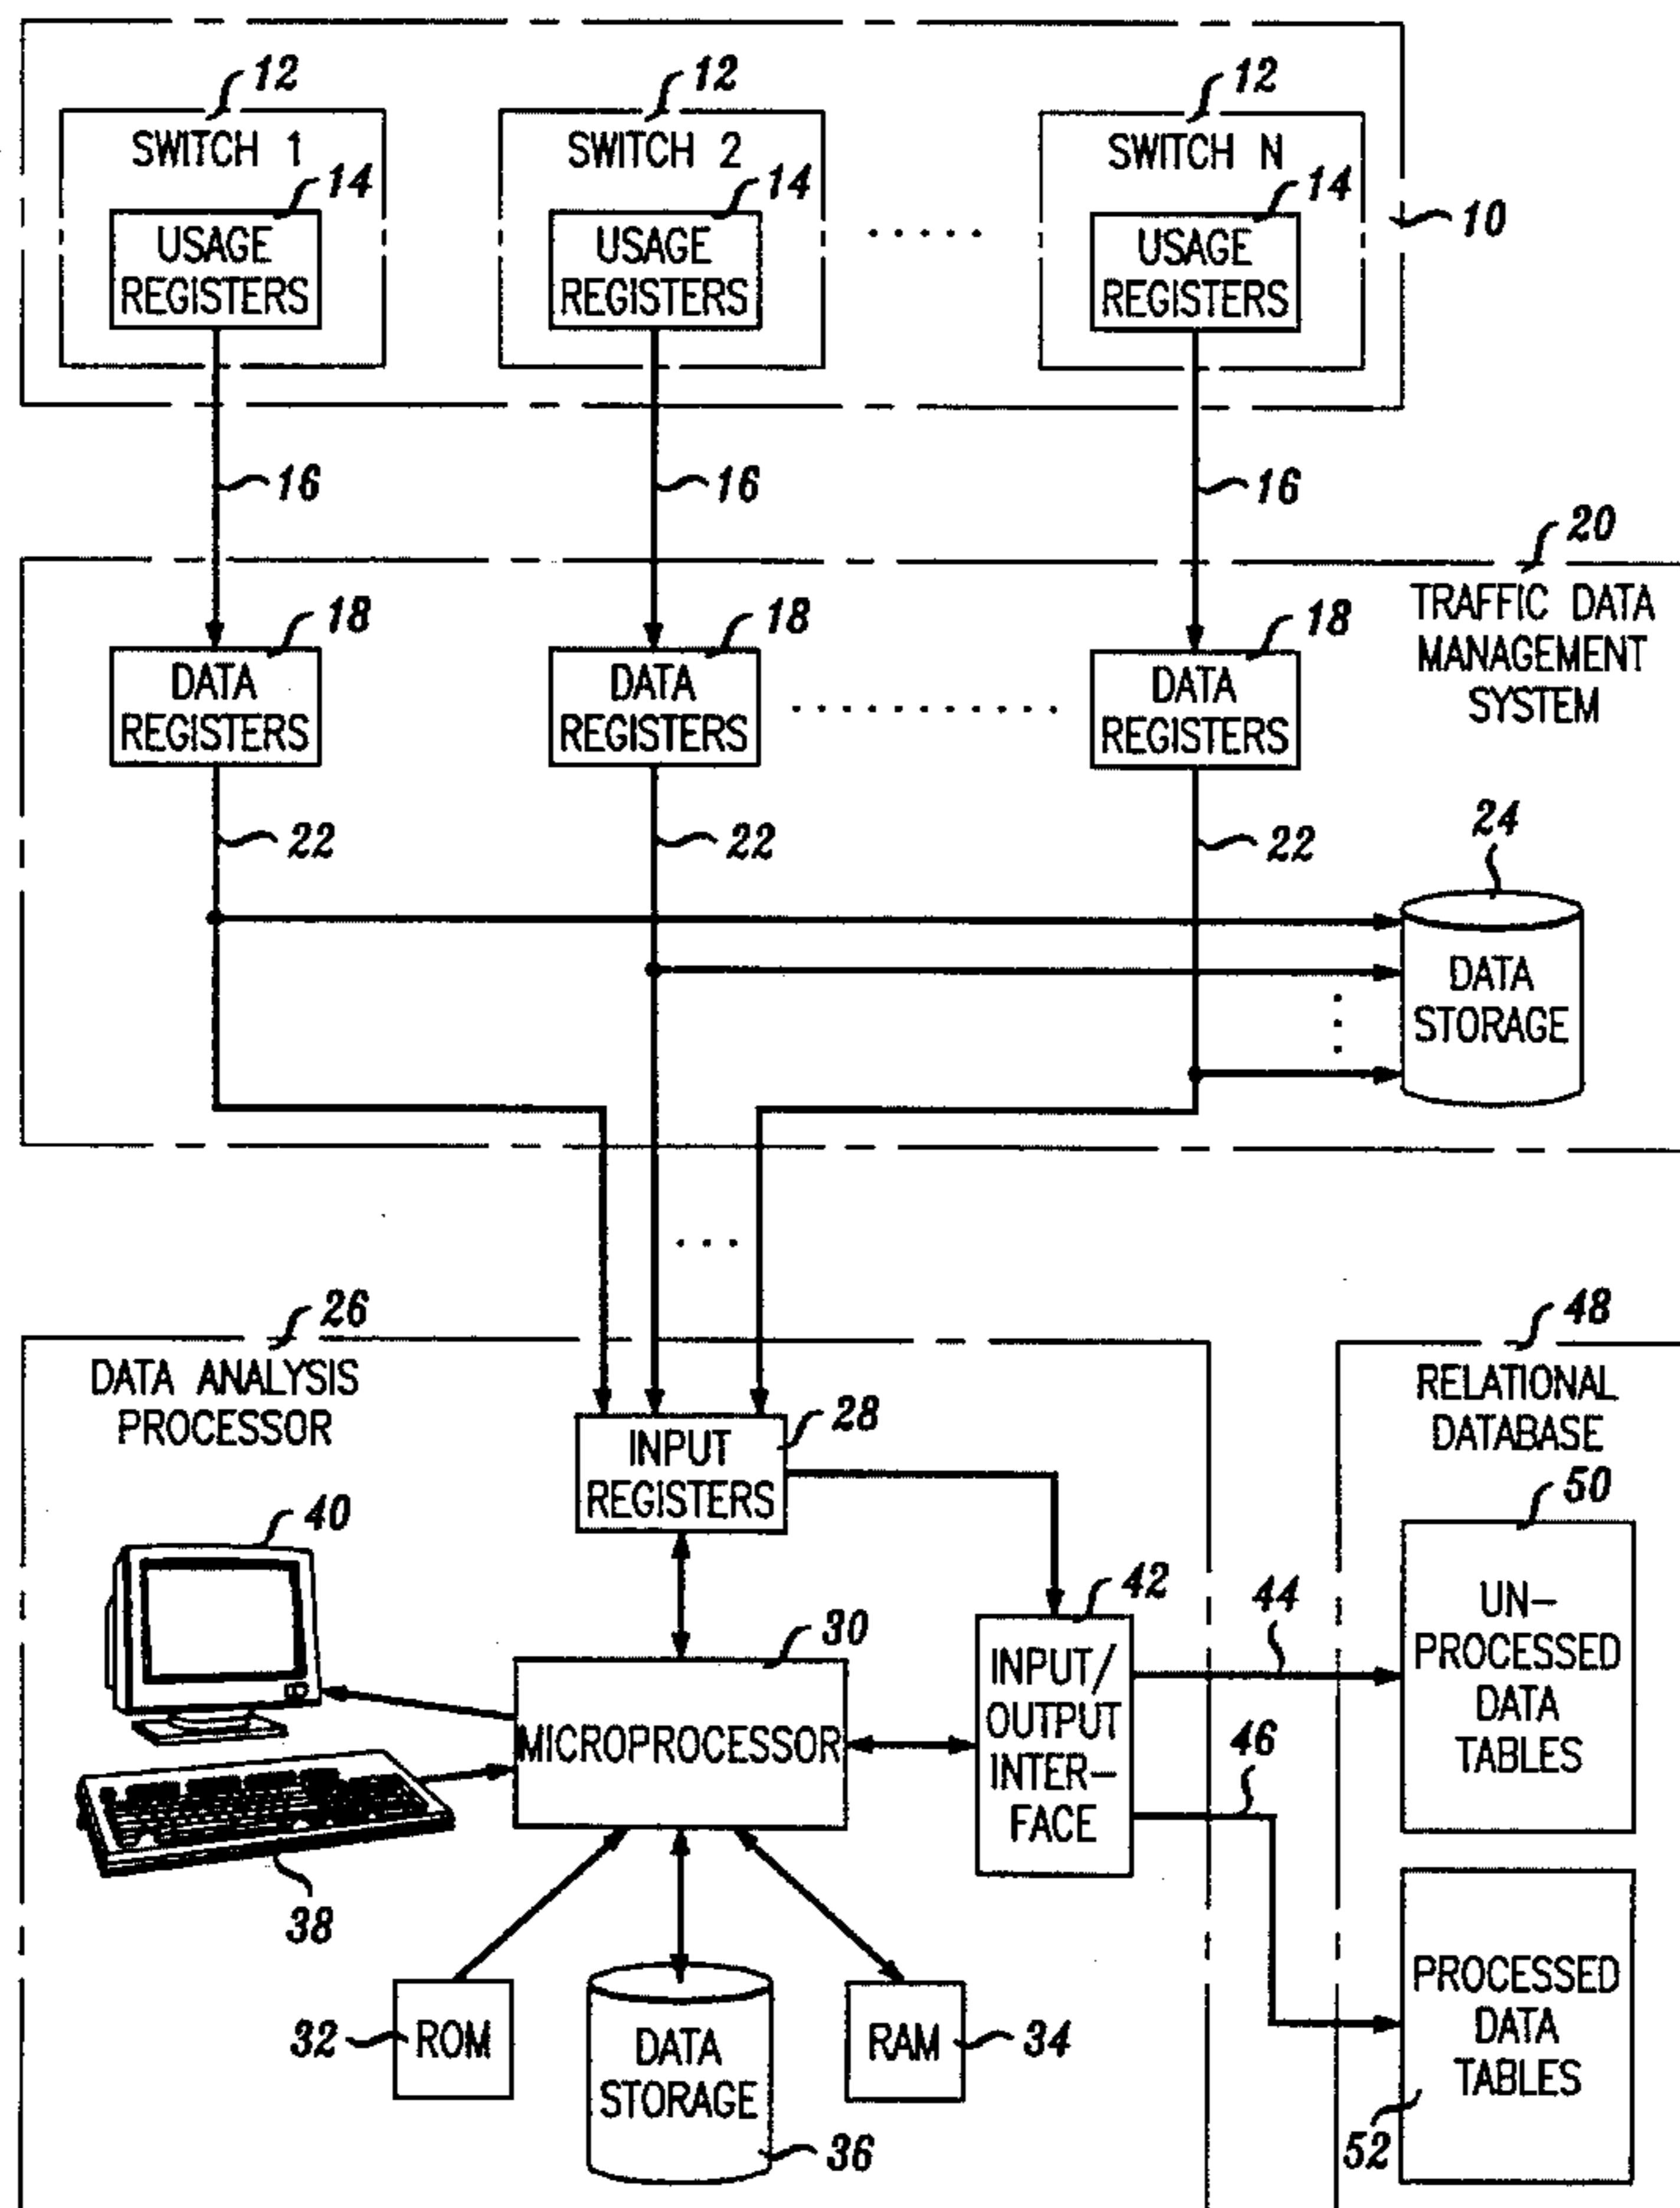 12
12
12
SWITCH 1
SWITCH 2
SWITCH N
14
14
14
10
USAGE
REGISTERS
USAGE
REGISTERS
USAGE
REGISTERS
16
16
16
20
TRAFFIC DATA
MANAGEMENT
SYSTEM
18
18
18
DATA
REGISTERS
DATA
REGISTERS
DATA
REGISTERS
22
22
22
24
DATA
STORAGE
26
DATA ANALYSIS
PROCESSOR
48
RELATIONAL
DATABASE
28
INPUT
REGISTERS
40
50
UN-
PROCESSED
DATA
TABLES
42
44
30
INPUT/
OUTPUT
INTER-
FACE
MICROPROCESSOR
46
38
32
ROM
DATA
STORAGE
36
RAM
34
PROCESSED
DATA
TABLES
52